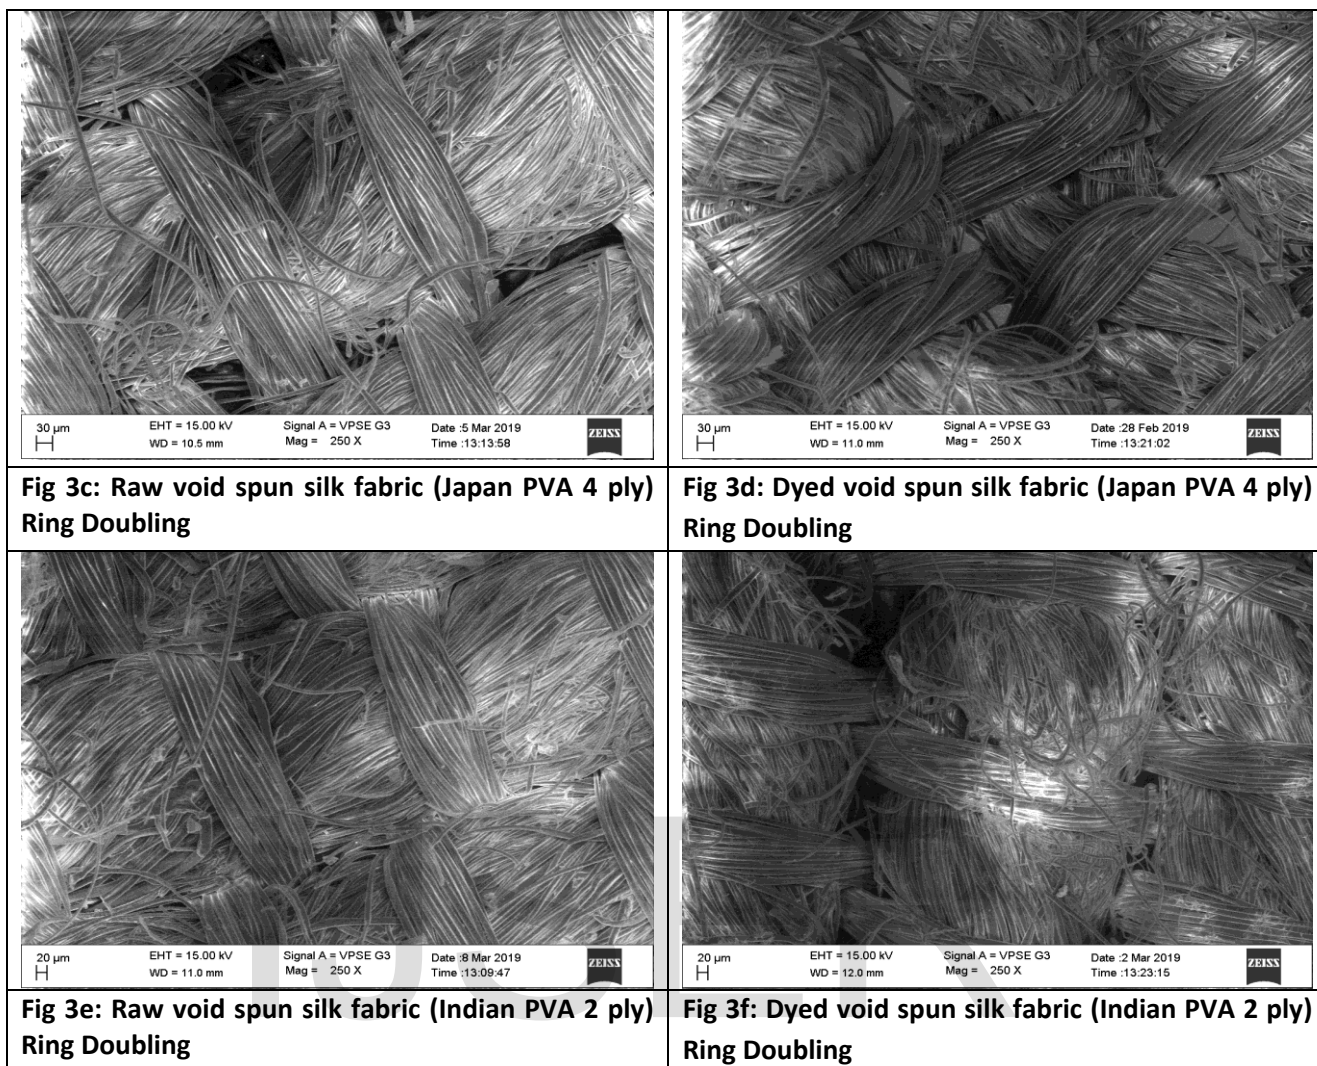 30 µm
EHT = 15.00 kV
Signal A = VPSE G3
Date :5 Mar 2019
WD = 10.5 mm
Mag = 250 X
Time :13:13:58
ZEISS
30 µm
EHT = 15.00 kV
Signal A = VPSE G3
Date :28 Feb 2019
WD = 11.0 mm
Mag = 250 X
Time :13:21:02
ZEISS
Fig 3c: Raw void spun silk fabric (Japan PVA 4 ply)
Ring Doubling
Fig 3d: Dyed void spun silk fabric (Japan PVA 4 ply)
Ring Doubling
20 µm
EHT = 15.00 kV
Signal A = VPSE G3
Date :8 Mar 2019
WD = 11.0 mm
Mag = 250 X
Time :13:09:47
ZEISS
20 µm
EHT = 15.00 kV
Signal A = VPSE G3
Date :2 Mar 2019
WD = 12.0 mm
Mag = 250 X
Time :13:23:15
ZEISS
Fig 3e: Raw void spun silk fabric (Indian PVA 2 ply)
Ring Doubling
Fig 3f: Dyed void spun silk fabric (Indian PVA 2 ply)
Ring Doubling